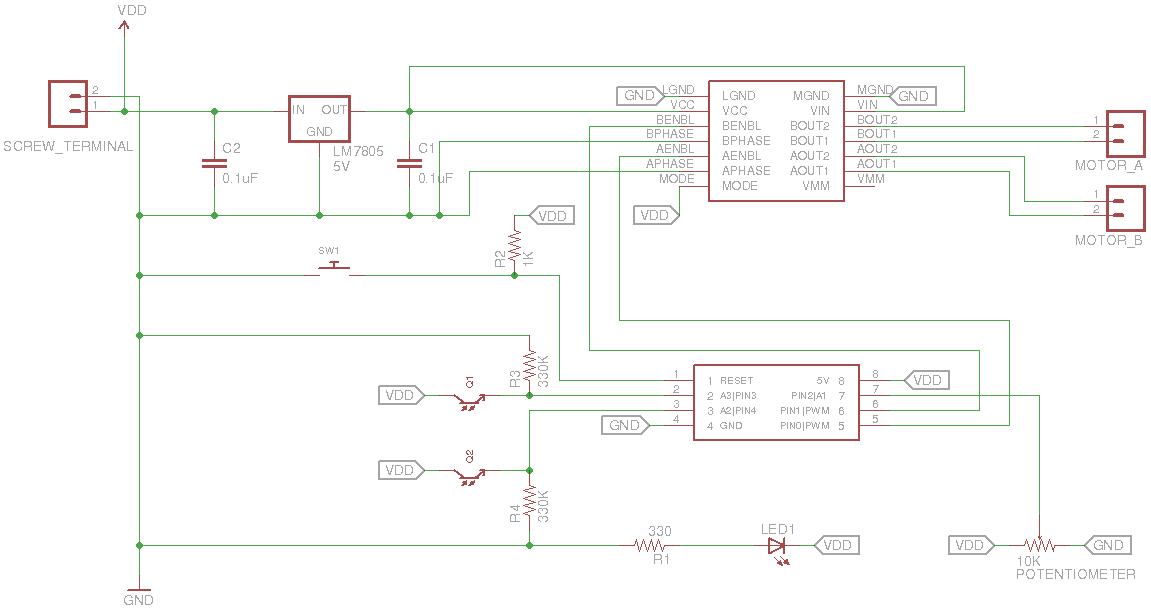 VDD
SCREW_TERMINAL
2
1
C2
0.1uF
IN OUT
GND
LM7805
5V
C1
0.1uF
GND
LGND
VCC
BENBL
BPHASE
AENBL
APHASE
MODE
VDD
LGND MGND
VCC VIN
BENBL BOUT2
BPHASE BOUT1
AENBL AOUT2
APHASE AOUT1
MODE VMM
MGND
VIN
BOUT2
BOUT1
AOUT2
AOUT1
VMM
GND
1
2
MOTOR_A
1
2
MOTOR_B
SW1
VDD
R2
1K
R3
330K
VDD
Q1
VDD
Q2
R4
330K
GND
1
2
3
4
1 RESET 5V 8
2 A3|PIN3 PIN2|A1 7
3 A2|PIN4 PIN1|PWM 6
4 GND PIN0|PWM 5
8
7
6
5
VDD
330
R1
LED1
VDD
VDD
10K
POTENTIOMETER
GND
GND